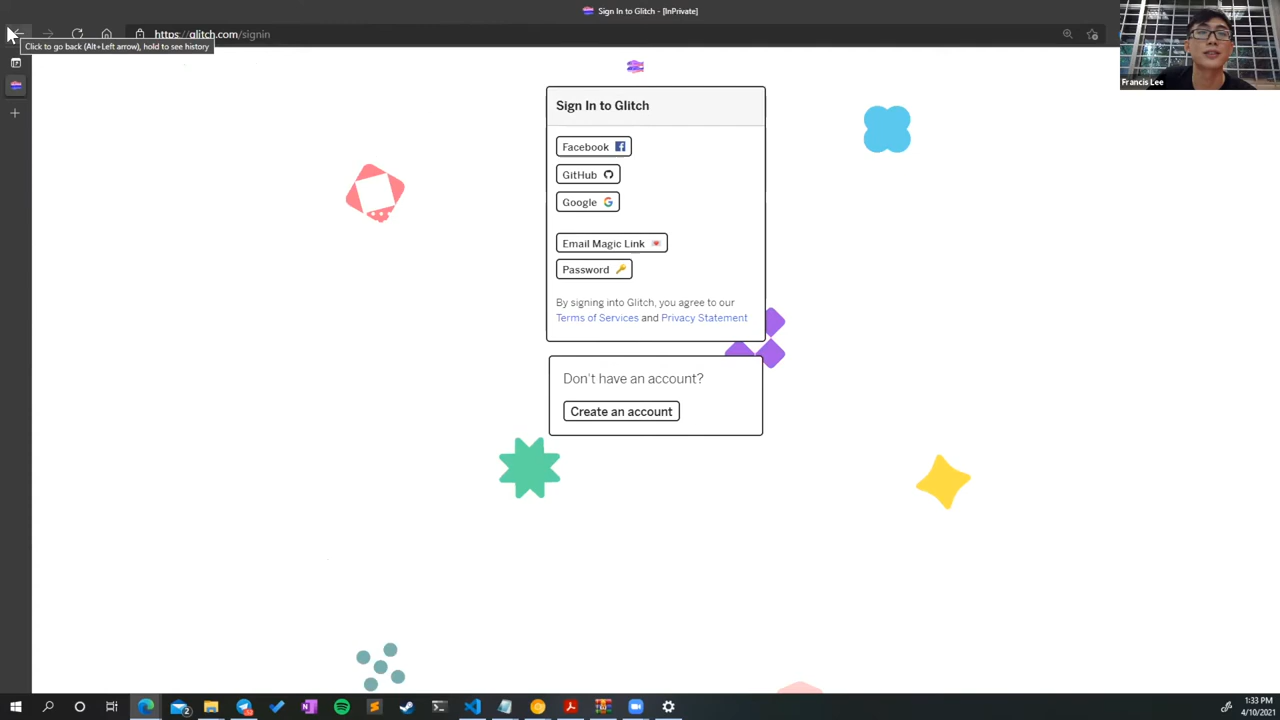 Sign In to Glitch - [InPrivate]
https://glitch.com/signin
Click to go back (Alt+Left arrow), hold to see history
Francis Lee
Sign In to Glitch
Facebook
GitHub
Google
Email Magic Link
Password
By signing into Glitch, you agree to our
Terms of Services and Privacy Statement
Don't have an account?
Create an account
2
1:33 PM
4/10/2021